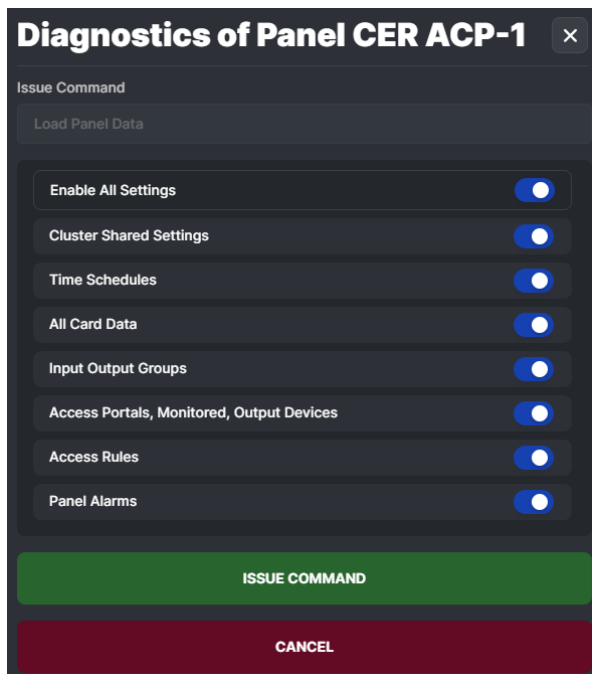 Diagnostics of Panel CER ACP-1
Issue Command
Load Panel Data
Enable All Settings
Cluster Shared Settings
Time Schedules
All Card Data
Input Output Groups
Access Portals, Monitored, Output Devices
Access Rules
Panel Alarms
ISSUE COMMAND
CANCEL